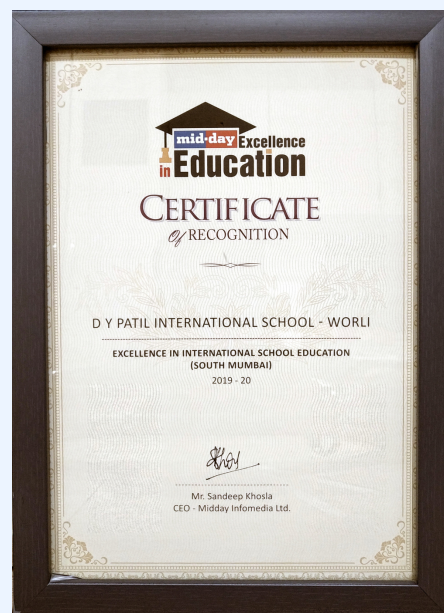 mid-day Excellence
in Education
CERTIFICATE
Of RECOGNITION
D Y PATIL INTERNATIONAL SCHOOL - WORLI
EXCELLENCE IN INTERNATIONAL SCHOOL EDUCATION
(SOUTH MUMBAI)
2019 - 20
Mr. Sandeep Khosla
CEO - Midday Infomedia Ltd.